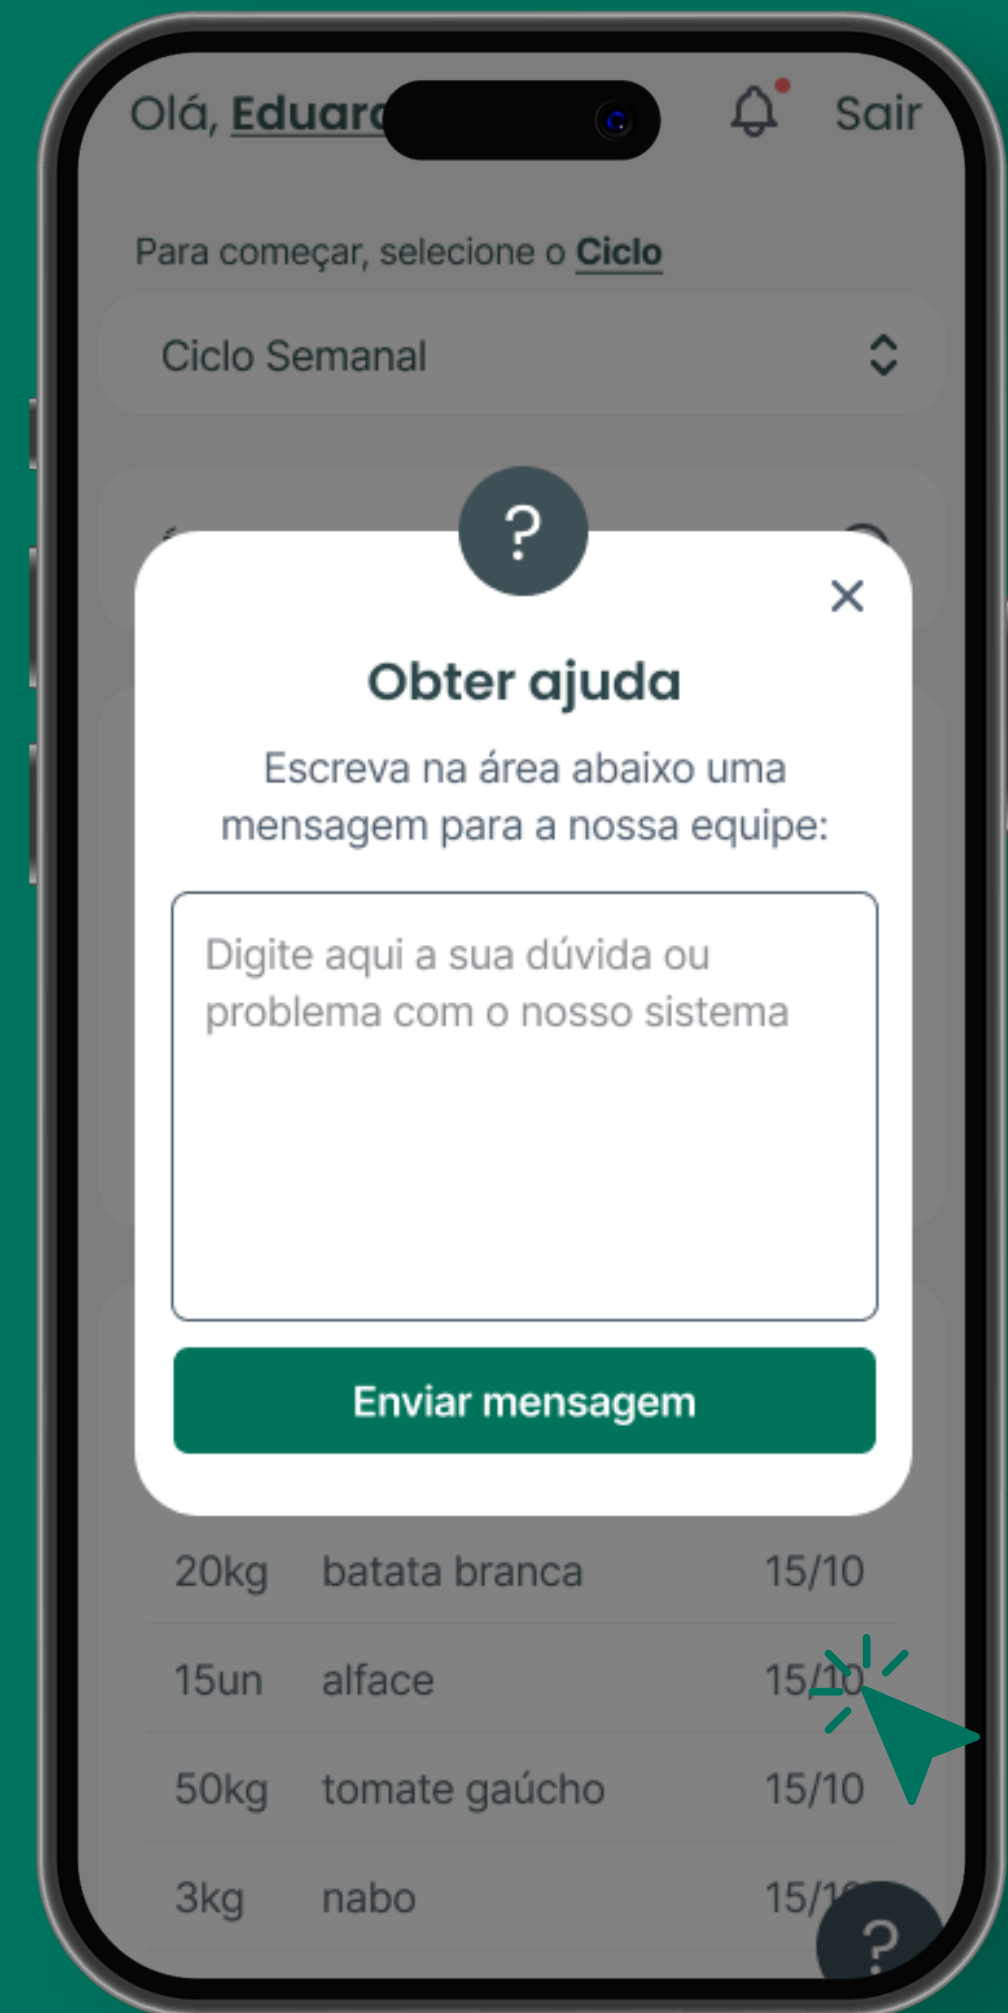 Olá,
Sair
Para começar, selecione o Ciclo
Ciclo Semanal
?
Obter ajuda
Escreva na área abaixo uma
mensagem para a nossa equipe:
Digite aqui a sua dúvida ou
problema com o nosso sistema
Enviar mensagem
20kg batata branca 15/10
15un alface 15/10
50kg tomate gaúcho 15/10
3kg nabo
?